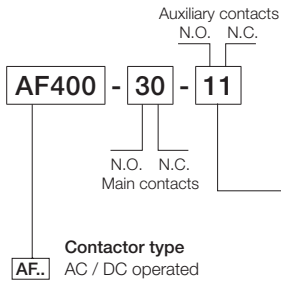 Auxiliary contacts
N.O. N.C.
AF400 - 30 - 11
N.O. N.C.
Main contacts
Contactor type
AF.. AC / DC operated